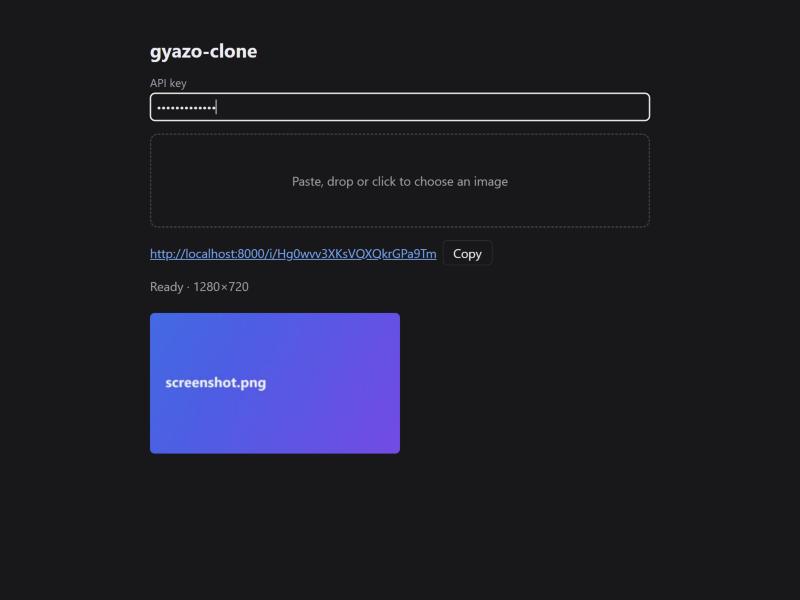 gyazo-clone
API key
•••••••••••••
Paste, drop or click to choose an image
http://localhost:8000/i/Hg0wvv3XKsVQXQkrGPa9Tm Copy
Ready · 1280×720
screenshot.png